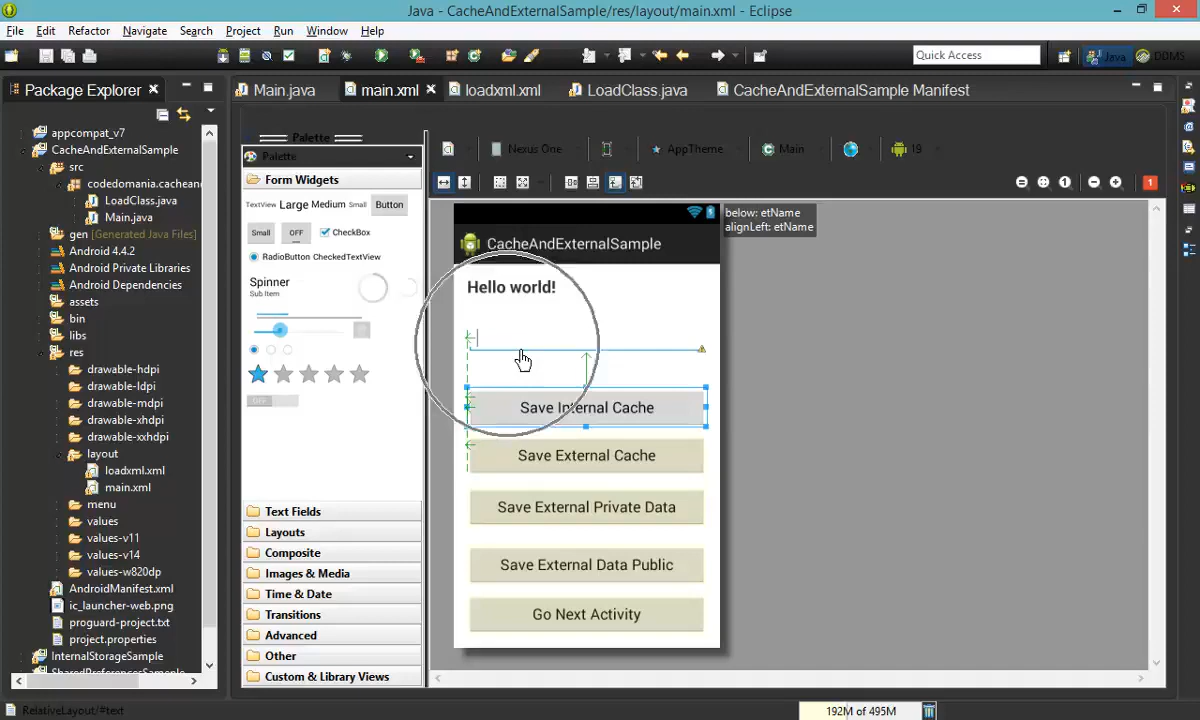 Java - CacheAndExternalSample/res/layout/main.xml - Eclipse
File Edit Refactor Navigate Search Project Run Window Help
Quick Access
Java
DDMS
Package Explorer
Main.java
main.xml
loadxml.xml
LoadClass.java
CacheAndExternalSample Manifest
appcompat_v7
CacheAndExternalSample
src
codedomania.cacheand
LoadClass.java
Main.java
gen [Generated Java Files]
Android 4.4.2
Android Private Libraries
Android Dependencies
assets
bin
libs
res
drawable-hdpi
drawable-ldpi
drawable-mdpi
drawable-xhdpi
drawable-xxhdpi
layout
loadxml.xml
main.xml
menu
values
values-v11
values-v14
values-w820dp
AndroidManifest.xml
ic_launcher-web.png
proguard-project.txt
project.properties
InternalStorageSample
Palette
Palette
Form Widgets
TextView Large Medium Small Button
Small OFF CheckBox
RadioButton CheckedTextView
Spinner
Sub Item
OFF
Text Fields
Layouts
Composite
Images & Media
Time & Date
Transitions
Advanced
Other
Custom & Library Views
Nexus One
AppTheme
Main
19
1
CacheAndExternalSample
below: etName
alignLeft: etName
Hello world!
Save Internal Cache
Save External Cache
Save External Private Data
Save External Data Public
Go Next Activity
RelativeLayout/#text
192M of 495M